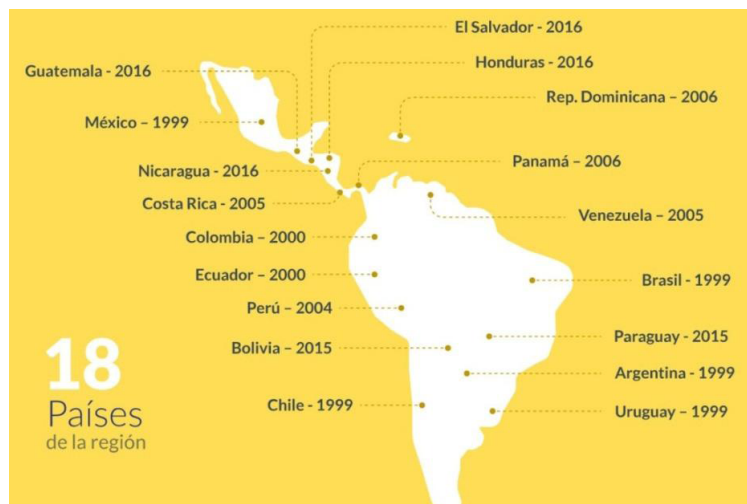 El Salvador - 2016
Guatemala - 2016
Honduras - 2016
Rep. Dominicana – 2006
México – 1999
Nicaragua - 2016
Panamá – 2006
Costa Rica - 2005
Venezuela – 2005
Colombia – 2000
Ecuador – 2000
Brasil - 1999
Perú – 2004
Bolivia – 2015
Paraguay - 2015
Argentina - 1999
Chile - 1999
Uruguay – 1999
18
Países
de la región